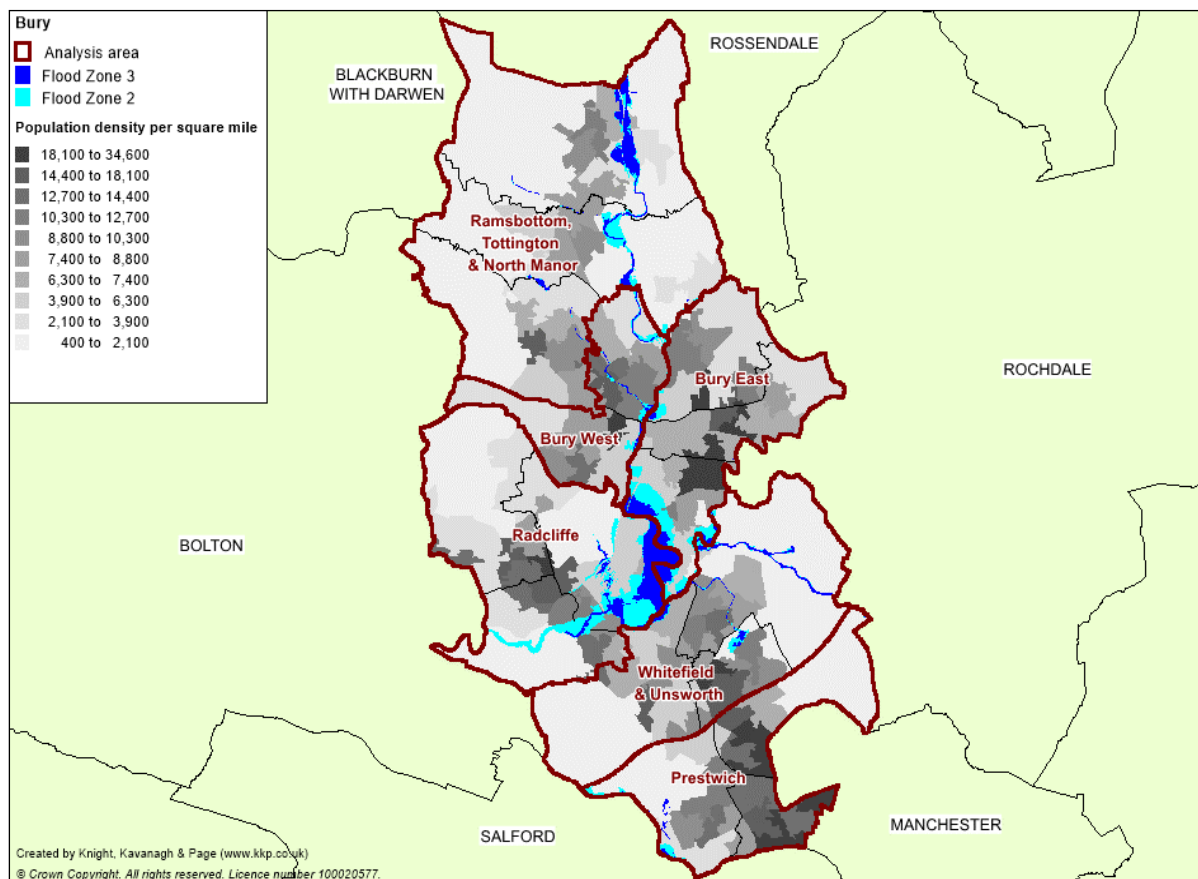 Bury
Analysis area
Flood Zone 3
Flood Zone 2
Population density per square mile
18,100 to 34,600
14,400 to 18,100
12,700 to 14,400
10,300 to 12,700
8,800 to 10,300
7,400 to 8,800
6,300 to 7,400
3,900 to 6,300
2,100 to 3,900
400 to 2,100
ROSSENDALE
BLACKBURN
WITH DARWEN
Ramsbottom,
Tottington
& North Manor
Bury East
ROCHDALE
Bury West
Radcliffe
BOLTON
Whitefield
& Unsworth
Prestwich
SALFORD
MANCHESTER
Created by Knight, Kavanagh & Page (www.kkp.co.uk)
© Crown Copyright. All rights reserved. Licence number 100020577.